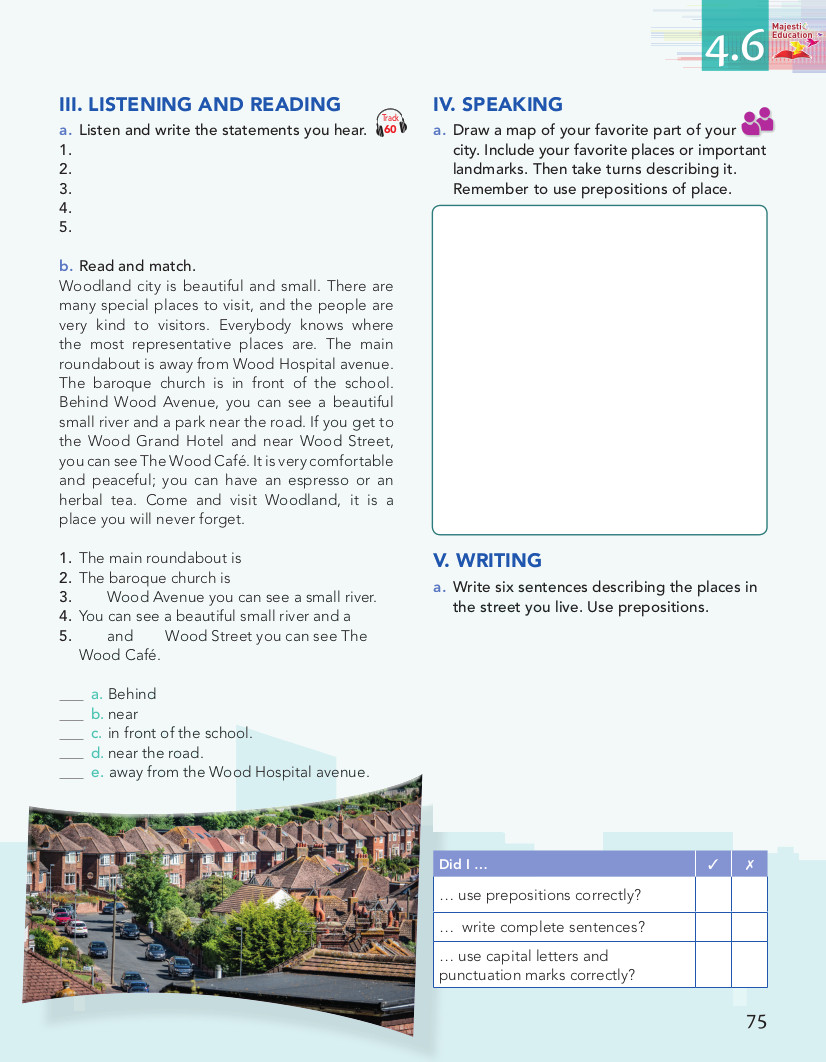 4.6
Majesti
Education
III. LISTENING AND READING
a. Listen and write the statements you hear.
Track
60
1.
2.
3.
4.
5.
b. Read and match.
Woodland city is beautiful and small. There are
many special places to visit, and the people are
very kind to visitors. Everybody knows where
the most representative places are. The main
roundabout is away from Wood Hospital avenue.
The baroque church is in front of the school.
Behind Wood Avenue, you can see a beautiful
small river and a park near the road. If you get to
the Wood Grand Hotel and near Wood Street,
you can see The Wood Café. It is very comfortable
and peaceful; you can have an espresso or an
herbal tea. Come and visit Woodland, it is a
place you will never forget.
1. The main roundabout is
2. The baroque church is
3. Wood Avenue you can see a small river.
4. You can see a beautiful small river and a
5. and Wood Street you can see The
Wood Café.
___ a. Behind
___ b. near
___ c. in front of the school.
___ d. near the road.
___ e. away from the Wood Hospital avenue.
IV. SPEAKING
a. Draw a map of your favorite part of your
city. Include your favorite places or important
landmarks. Then take turns describing it.
Remember to use prepositions of place.
V. WRITING
a. Write six sentences describing the places in
the street you live. Use prepositions.
Did I ... ✓ ✗
... use prepositions correctly?
... write complete sentences?
... use capital letters and
punctuation marks correctly?
75